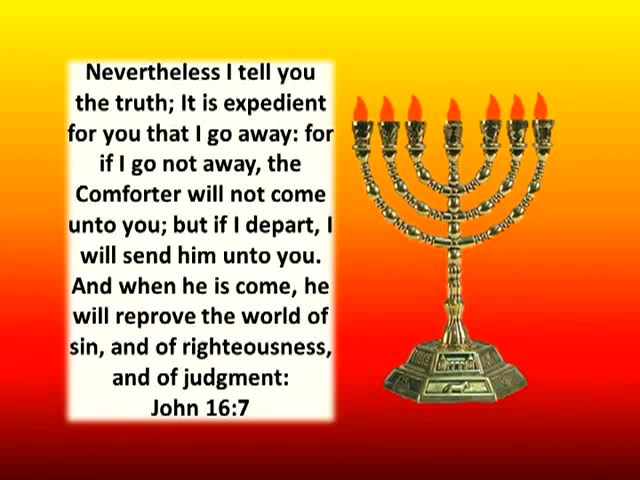 Nevertheless I tell you
the truth; It is expedient
for you that I go away: for
if I go not away, the
Comforter will not come
unto you; but if I depart, I
will send him unto you.
And when he is come, he
will reprove the world of
sin, and of righteousness,
and of judgment:
John 16:7